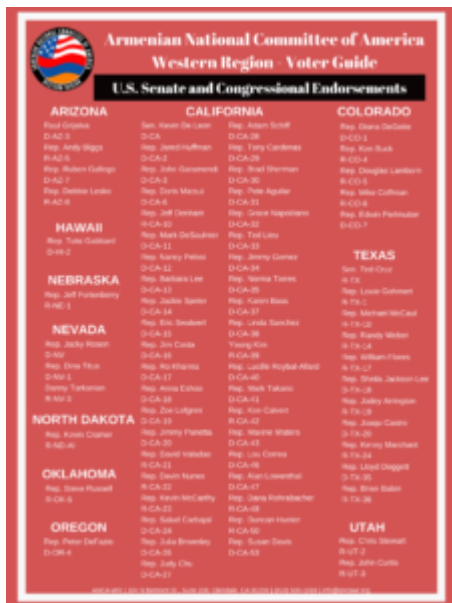 Armenian National Committee of America
Western Region - Voter Guide
U.S. Senate and Congressional Endorsements
ARIZONA
Raul Grijalva
D-AZ-3
Rep. Andy Biggs
R-AZ-5
Rep. Ruben Gallego
D-AZ-7
Rep. Debbie Lesko
R-AZ-8
HAWAII
Rep. Tulsi Gabbard
D-HI-2
NEBRASKA
Rep. Jeff Fortenberry
R-NE-1
NEVADA
Rep. Jacky Rosen
D-NV
Rep. Dina Titus
D-NV-1
Danny Tarkanian
R-NV-3
NORTH DAKOTA
Rep. Kevin Cramer
OKLAHOMA
Rep. Steve Russell
R-OK-5
OREGON
Rep. Peter DeFazio
D-OR-4
CALIFORNIA
Sen. Kevin De Leon
D-CA
Rep. Jared Huffman
D-CA-2
Rep. John Garamendi
D-CA-3
Rep. Doris Matsui
D-CA-6
Rep. Jeff Denham
R-CA-10
Rep. Mark DeSaulnier
D-CA-11
Rep. Nancy Pelosi
D-CA-12
Rep. Barbara Lee
D-CA-13
Rep. Jackie Speier
D-CA-14
Rep. Eric Swalwell
D-CA-15
Rep. Jim Costa
D-CA-16
Rep. Ro Khanna
D-CA-17
Rep. Anna Eshoo
D-CA-18
Rep. Zoe Lofgren
D-CA-19
Rep. Jimmy Panetta
D-CA-20
Rep. David Valadao
R-CA-21
Rep. Devin Nunes
R-CA-22
Rep. Kevin McCarthy
R-CA-23
Rep. Salud Carbajal
D-CA-24
Rep. Julia Brownley
D-CA-26
Rep. Judy Chu
D-CA-27
Rep. Adam Schiff
D-CA-28
Rep. Tony Cardenas
D-CA-29
Rep. Brad Sherman
D-CA-30
Rep. Pete Aguilar
D-CA-31
Rep. Grace Napolitano
D-CA-32
Rep. Ted Lieu
D-CA-33
Rep. Jimmy Gomez
D-CA-34
Rep. Norma Torres
D-CA-35
Rep. Karen Bass
D-CA-37
Rep. Linda Sanchez
D-CA-38
Young Kim
R-CA-39
Rep. Lucille Roybal-Allard
D-CA-40
Rep. Mark Takano
D-CA-41
Rep. Ken Calvert
R-CA-42
Rep. Maxine Waters
D-CA-43
Rep. Lou Correa
D-CA-46
Rep. Alan Lowenthal
D-CA-47
Rep. Dana Rohrabacher
R-CA-48
Rep. Duncan Hunter
R-CA-50
Rep. Susan Davis
D-CA-53
COLORADO
Rep. Diana DeGette
D-CO-1
Rep. Ken Buck
R-CO-4
Rep. Douglas Lamborn
R-CO-5
Rep. Mike Coffman
R-CO-6
Rep. Edwin Perlmutter
D-CO-7
TEXAS
Sen. Ted Cruz
R-TX
Rep. Louie Gohmert
R-TX-1
Rep. Michael McCaul
R-TX-10
Rep. Randy Weber
R-TX-14
Rep. William Flores
R-TX-17
Rep. Sheila Jackson Lee
D-TX-18
Rep. Jodey Arrington
R-TX-19
Rep. Joaqu Castro
D-TX-20
Rep. Kenny Marchant
R-TX-24
Rep. Lloyd Doggett
D-TX-35
Rep. Brian Babin
R-TX-36
UTAH
Rep. Chris Stewart
R-UT-2
Rep. John Curtis
R-UT-3